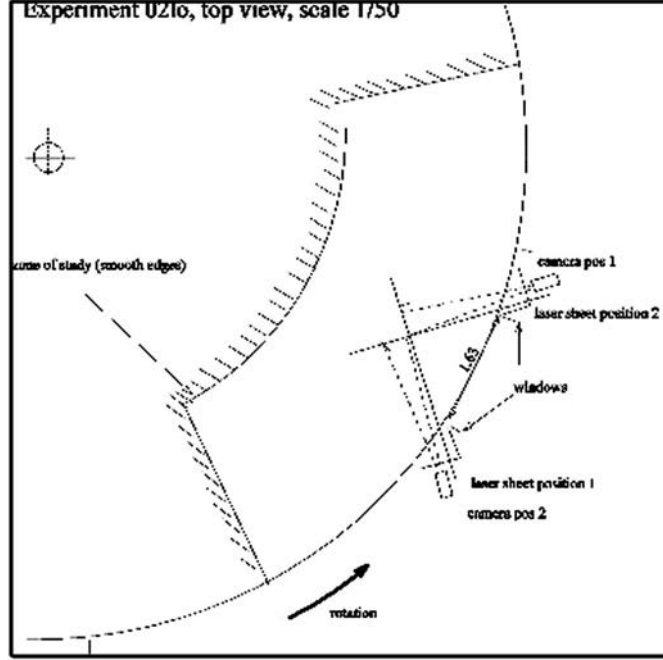 Experiment 02lo, top view, scale 1/50
camera pos 1
zone of study (smooth edges)
laser sheet position 2
1.63
windows
laser sheet position 1
camera pos 2
rotation